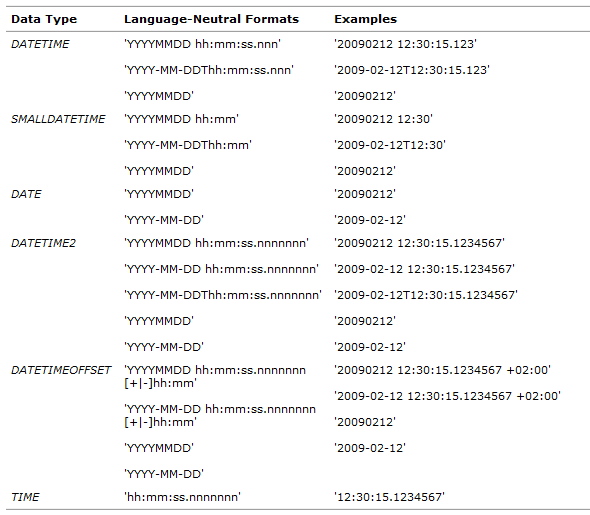 Data Type Language-Neutral Formats Examples
DATETIME 'YYYYMMDD hh:mm:ss.nnn' '20090212 12:30:15.123'
'YYYY-MM-DDThh:mm:ss.nnn' '2009-02-12T12:30:15.123'
'YYYYMMDD' '20090212'
SMALLDATETIME 'YYYYMMDD hh:mm' '20090212 12:30'
'YYYY-MM-DDThh:mm' '2009-02-12T12:30'
'YYYYMMDD' '20090212'
DATE 'YYYYMMDD' '20090212'
'YYYY-MM-DD' '2009-02-12'
DATETIME2 'YYYYMMDD hh:mm:ss.nnnnnnn' '20090212 12:30:15.1234567'
'YYYY-MM-DD hh:mm:ss.nnnnnnn' '2009-02-12 12:30:15.1234567'
'YYYY-MM-DDThh:mm:ss.nnnnnnn' '2009-02-12T12:30:15.1234567'
'YYYYMMDD' '20090212'
'YYYY-MM-DD' '2009-02-12'
DATETIMEOFFSET 'YYYYMMDD hh:mm:ss.nnnnnnn '20090212 12:30:15.1234567 +02:00'
[+|-]hh:mm'
'2009-02-12 12:30:15.1234567 +02:00'
'YYYY-MM-DD hh:mm:ss.nnnnnnn
[+|-]hh:mm' '20090212'
'YYYYMMDD' '2009-02-12'
'YYYY-MM-DD'
TIME 'hh:mm:ss.nnnnnnn' '12:30:15.1234567'